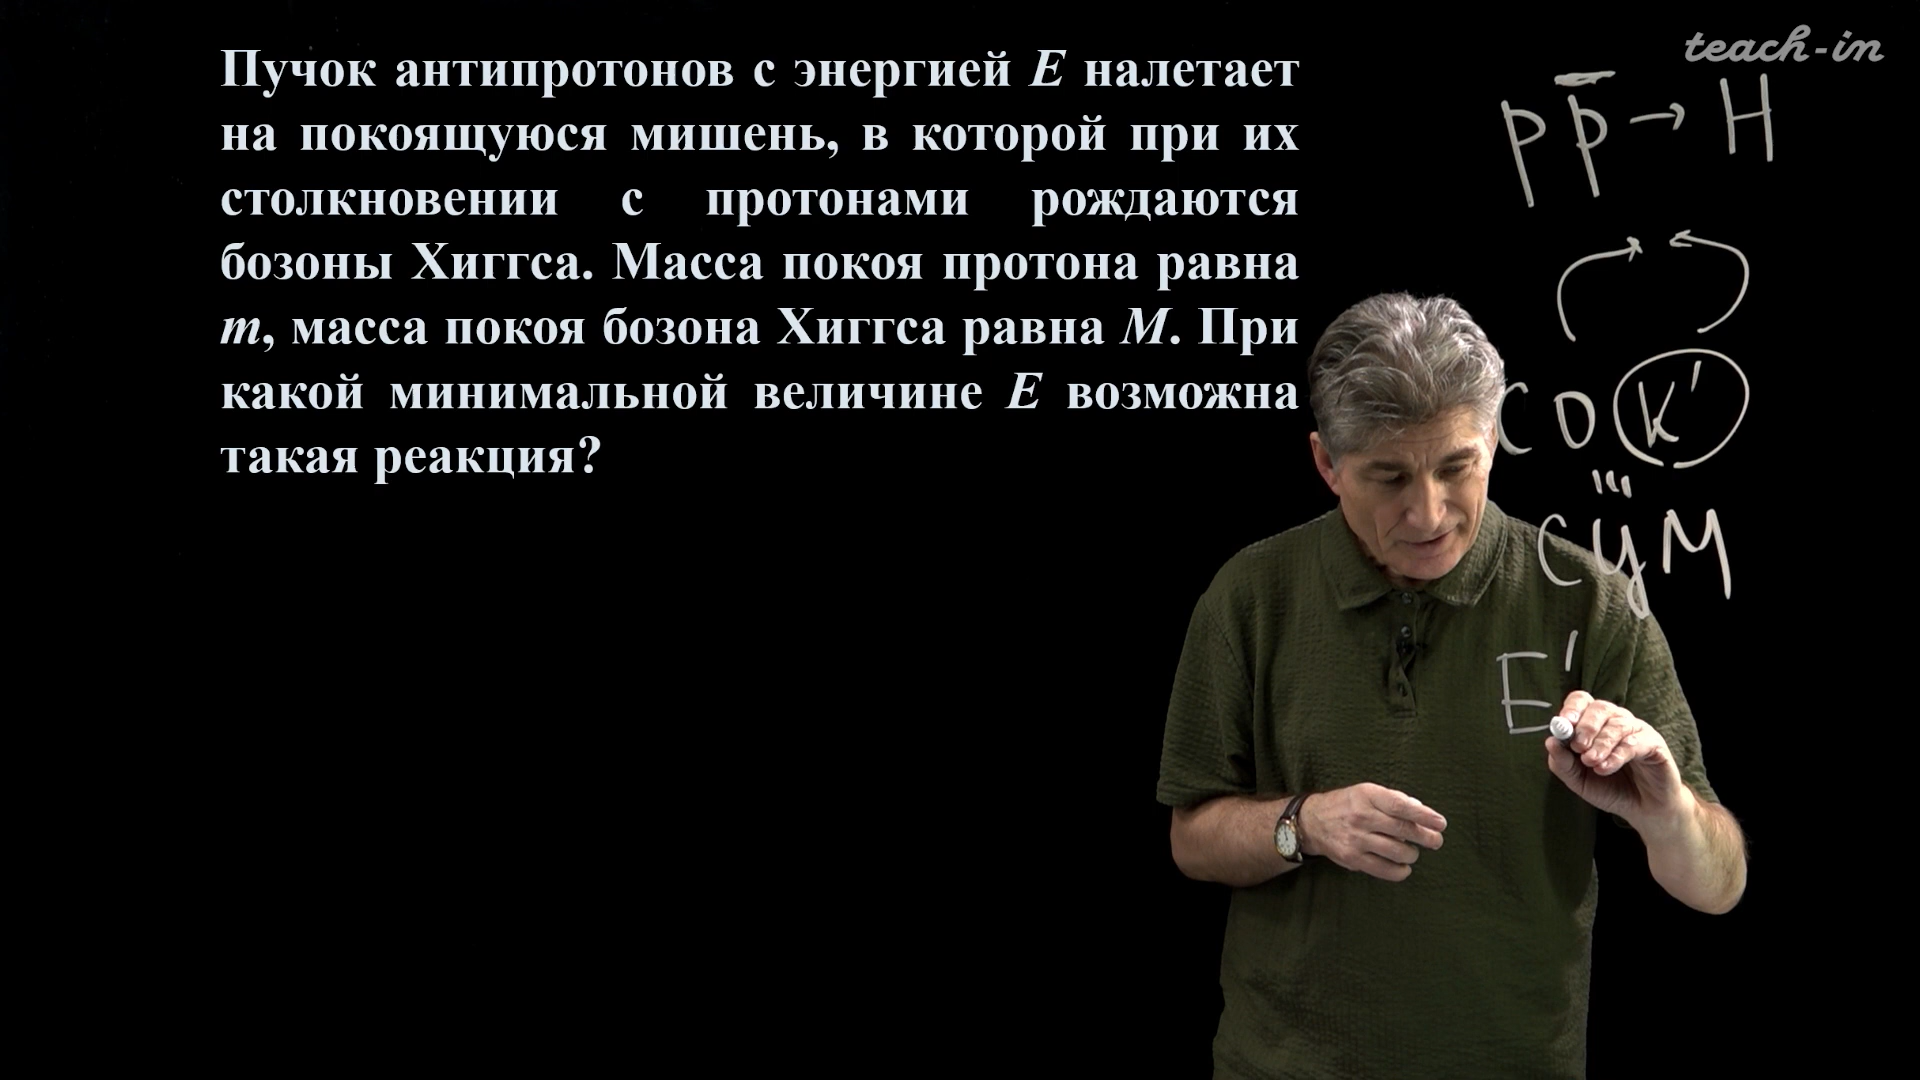 Пучок антипротонов с энергией E налетает
на покоящуюся мишень, в которой при их
столкновении с протонами рождаются
бозоны Хиггса. Масса покоя протона равна
m, масса покоя бозона Хиггса равна M. При
какой минимальной величине E возможна
такая реакция?
teach-in
p p̅ → H
СО K'
СЦМ
E'